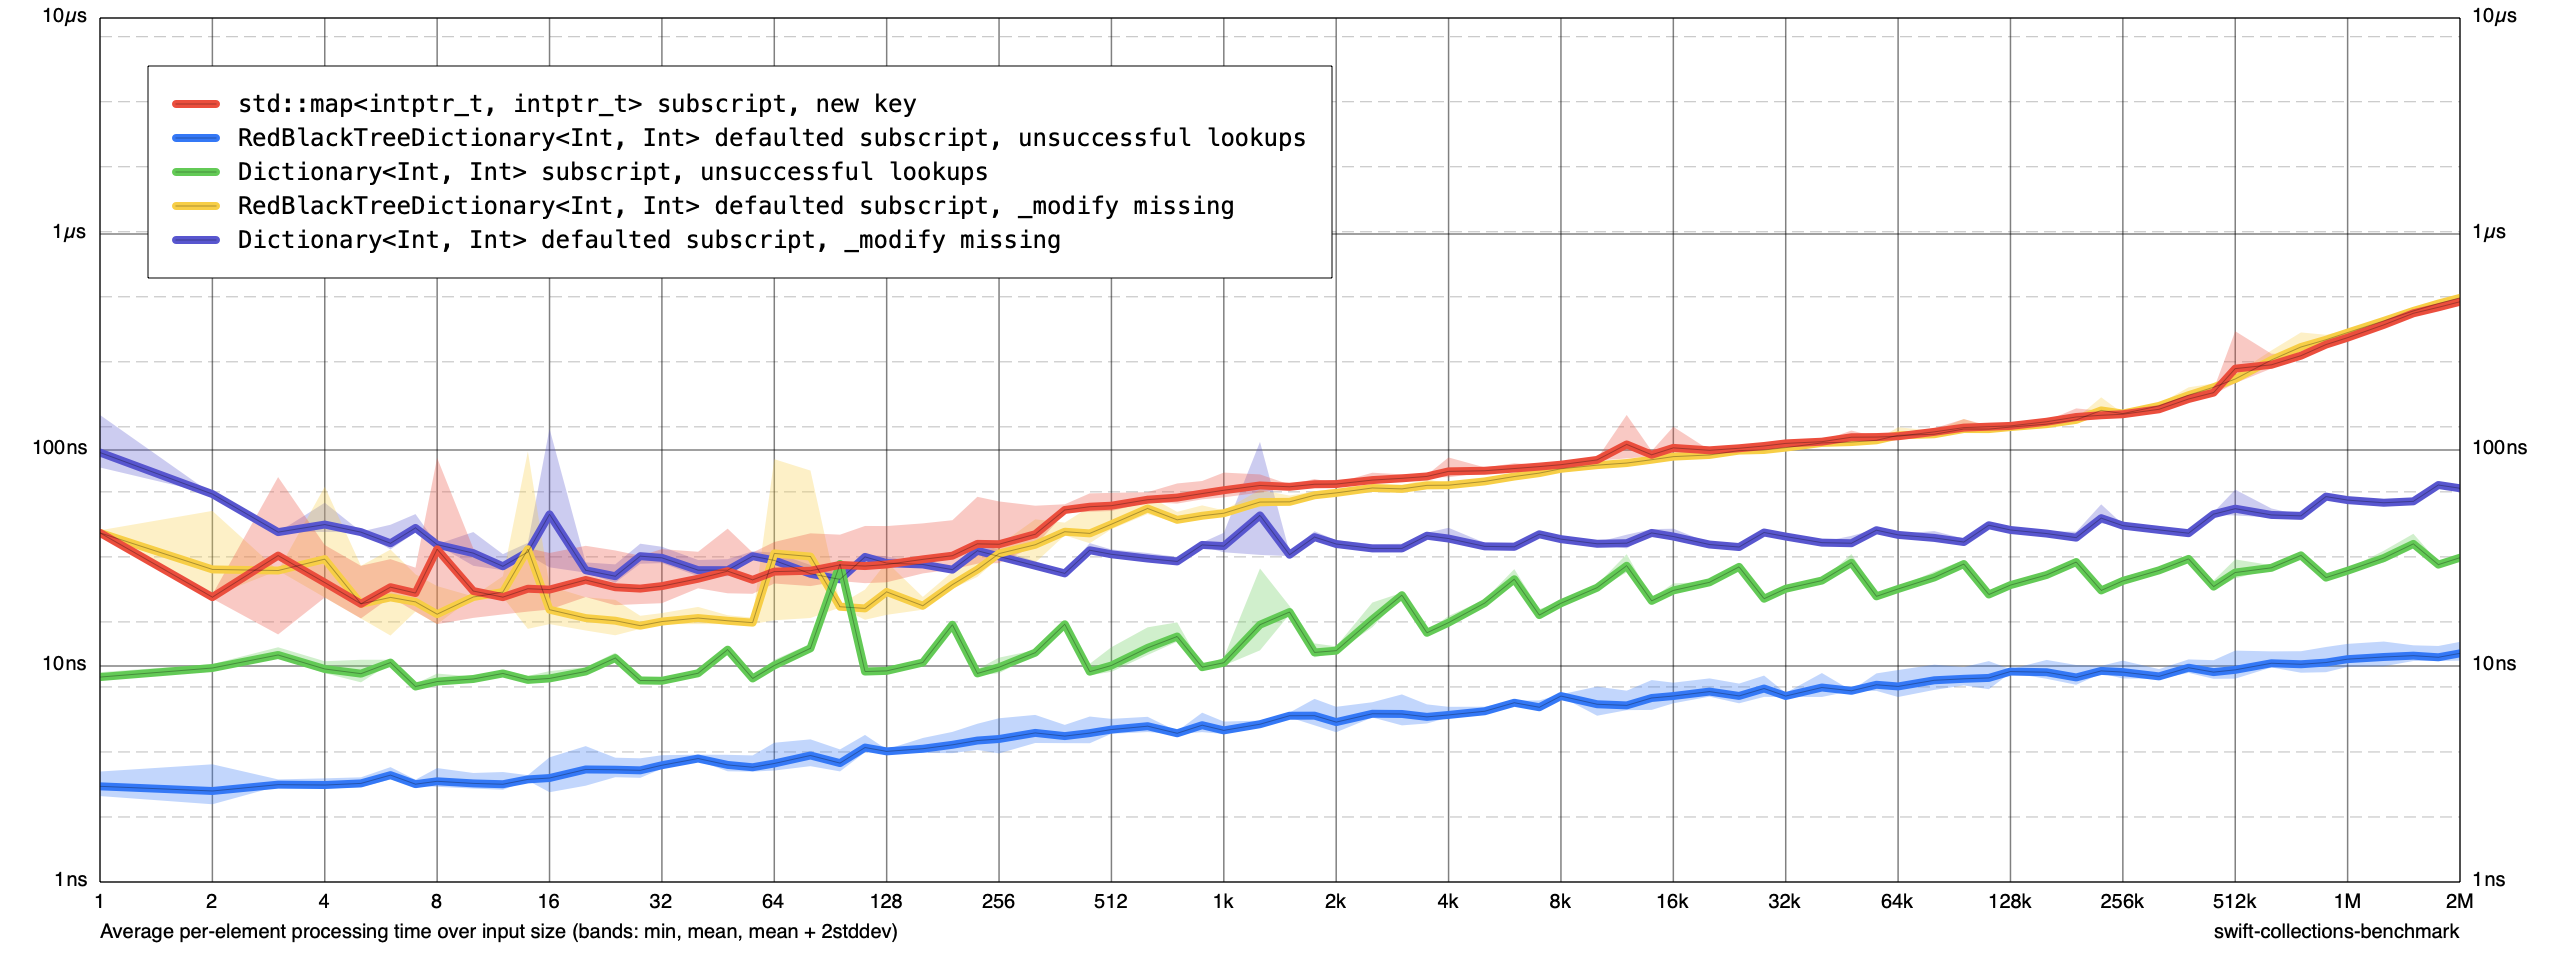 10µs 10µs
std::map<intptr_t, intptr_t> subscript, new key
RedBlackTreeDictionary<Int, Int> defaulted subscript, unsuccessful lookups
Dictionary<Int, Int> subscript, unsuccessful lookups
RedBlackTreeDictionary<Int, Int> defaulted subscript, _modify missing
1µs 1µs
Dictionary<Int, Int> defaulted subscript, _modify missing
100ns 100ns
10ns 10ns
1ns 1ns
1 2 4 8 16 32 64 128 256 512 1k 2k 4k 8k 16k 32k 64k 128k 256k 512k 1M 2M
Average per-element processing time over input size (bands: min, mean, mean + 2stddev) swift-collections-benchmark